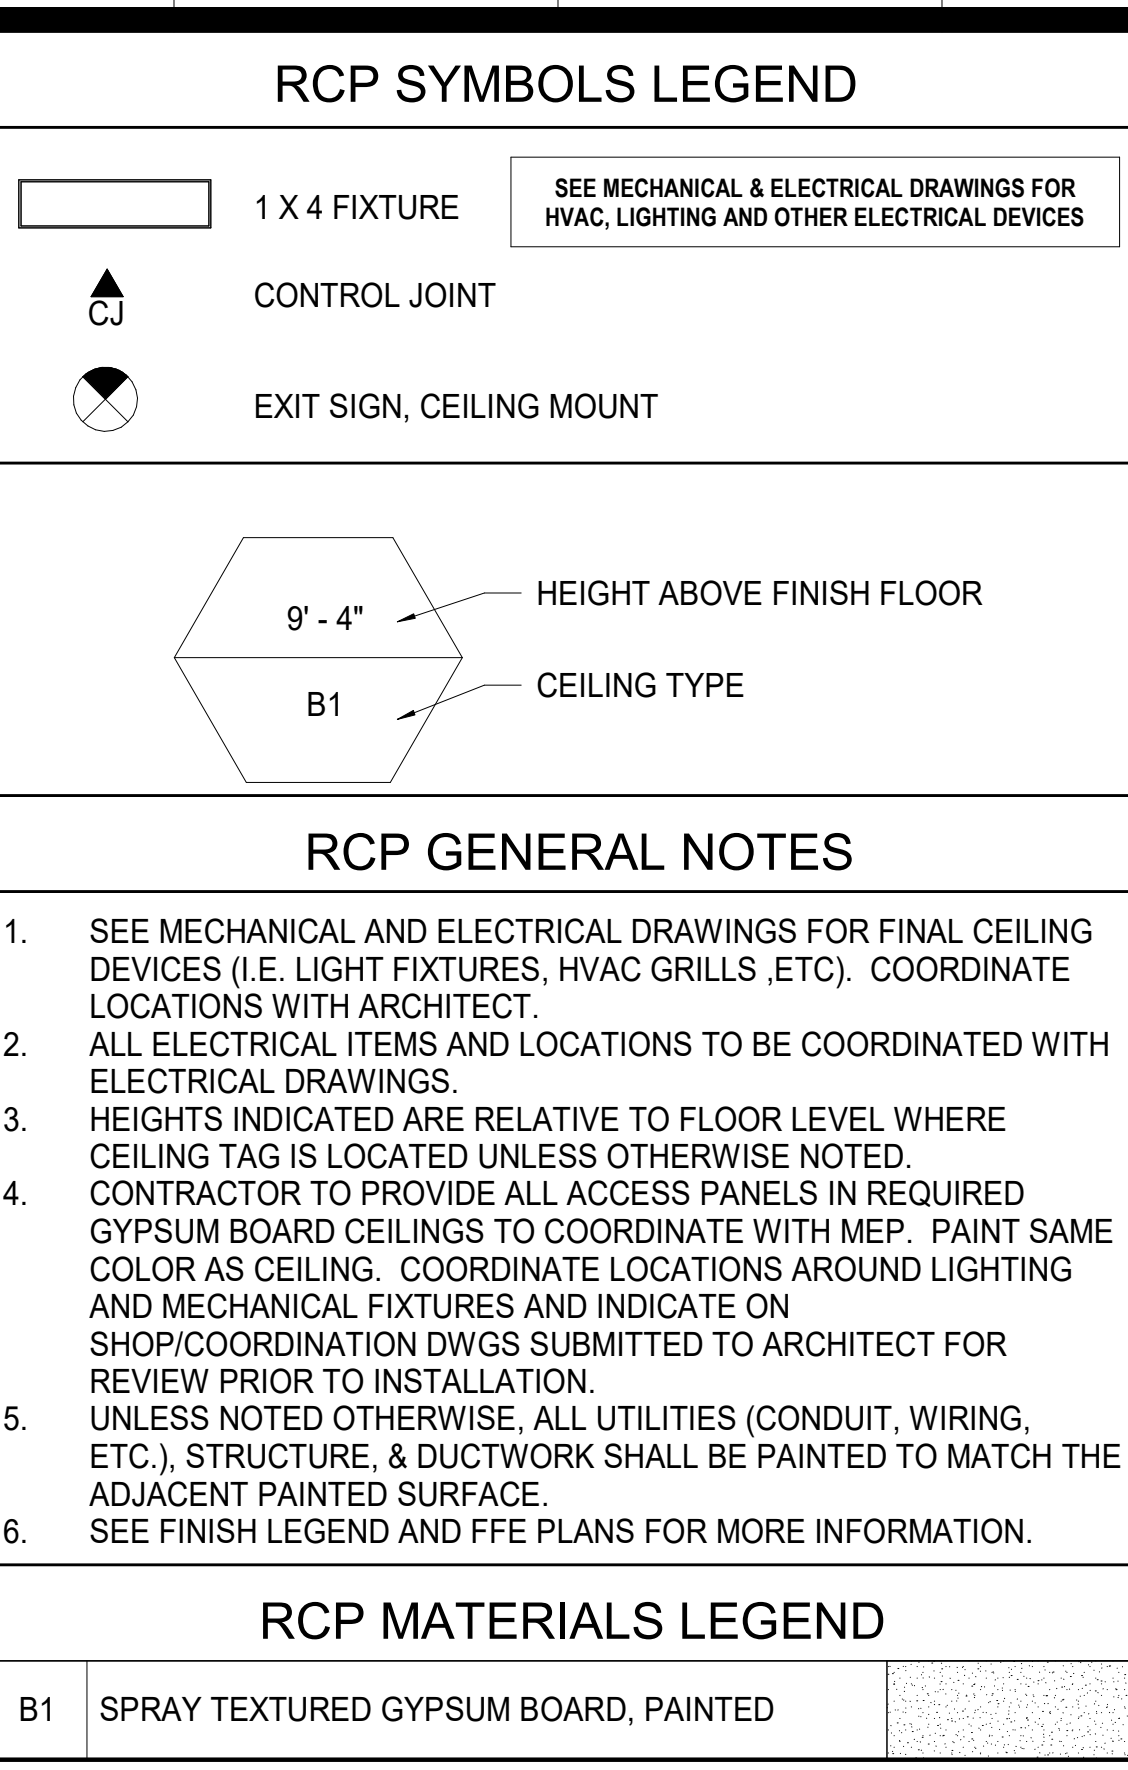 RCP SYMBOLS LEGEND
1 X 4 FIXTURE
SEE MECHANICAL & ELECTRICAL DRAWINGS FOR
HVAC, LIGHTING AND OTHER ELECTRICAL DEVICES
CJ
CONTROL JOINT
EXIT SIGN, CEILING MOUNT
9' - 4"
HEIGHT ABOVE FINISH FLOOR
B1
CEILING TYPE
RCP GENERAL NOTES
1. SEE MECHANICAL AND ELECTRICAL DRAWINGS FOR FINAL CEILING
DEVICES (I.E. LIGHT FIXTURES, HVAC GRILLS ,ETC). COORDINATE
LOCATIONS WITH ARCHITECT.
2. ALL ELECTRICAL ITEMS AND LOCATIONS TO BE COORDINATED WITH
ELECTRICAL DRAWINGS.
3. HEIGHTS INDICATED ARE RELATIVE TO FLOOR LEVEL WHERE
CEILING TAG IS LOCATED UNLESS OTHERWISE NOTED.
4. CONTRACTOR TO PROVIDE ALL ACCESS PANELS IN REQUIRED
GYPSUM BOARD CEILINGS TO COORDINATE WITH MEP. PAINT SAME
COLOR AS CEILING. COORDINATE LOCATIONS AROUND LIGHTING
AND MECHANICAL FIXTURES AND INDICATE ON
SHOP/COORDINATION DWGS SUBMITTED TO ARCHITECT FOR
REVIEW PRIOR TO INSTALLATION.
5. UNLESS NOTED OTHERWISE, ALL UTILITIES (CONDUIT, WIRING,
ETC.), STRUCTURE, & DUCTWORK SHALL BE PAINTED TO MATCH THE
ADJACENT PAINTED SURFACE.
6. SEE FINISH LEGEND AND FFE PLANS FOR MORE INFORMATION.
RCP MATERIALS LEGEND
B1 SPRAY TEXTURED GYPSUM BOARD, PAINTED